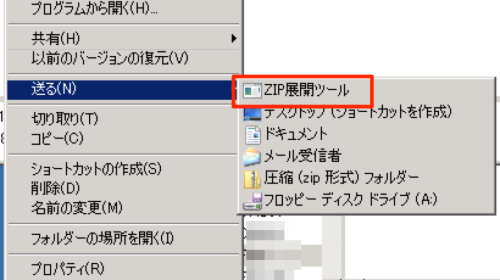 プログラムから開く(H)...
共有(H)
以前のバージョンの復元(V)
送る(N)
切り取り(T)
コピー(C)
ショートカットの作成(S)
削除(D)
名前の変更(M)
フォルダーの場所を開く(I)
プロパティ(R)
ZIP展開ツール
デスクトップ (ショートカットを作成)
ドキュメント
メール受信者
圧縮 (zip 形式) フォルダー
フロッピー ディスク ドライブ (A:)